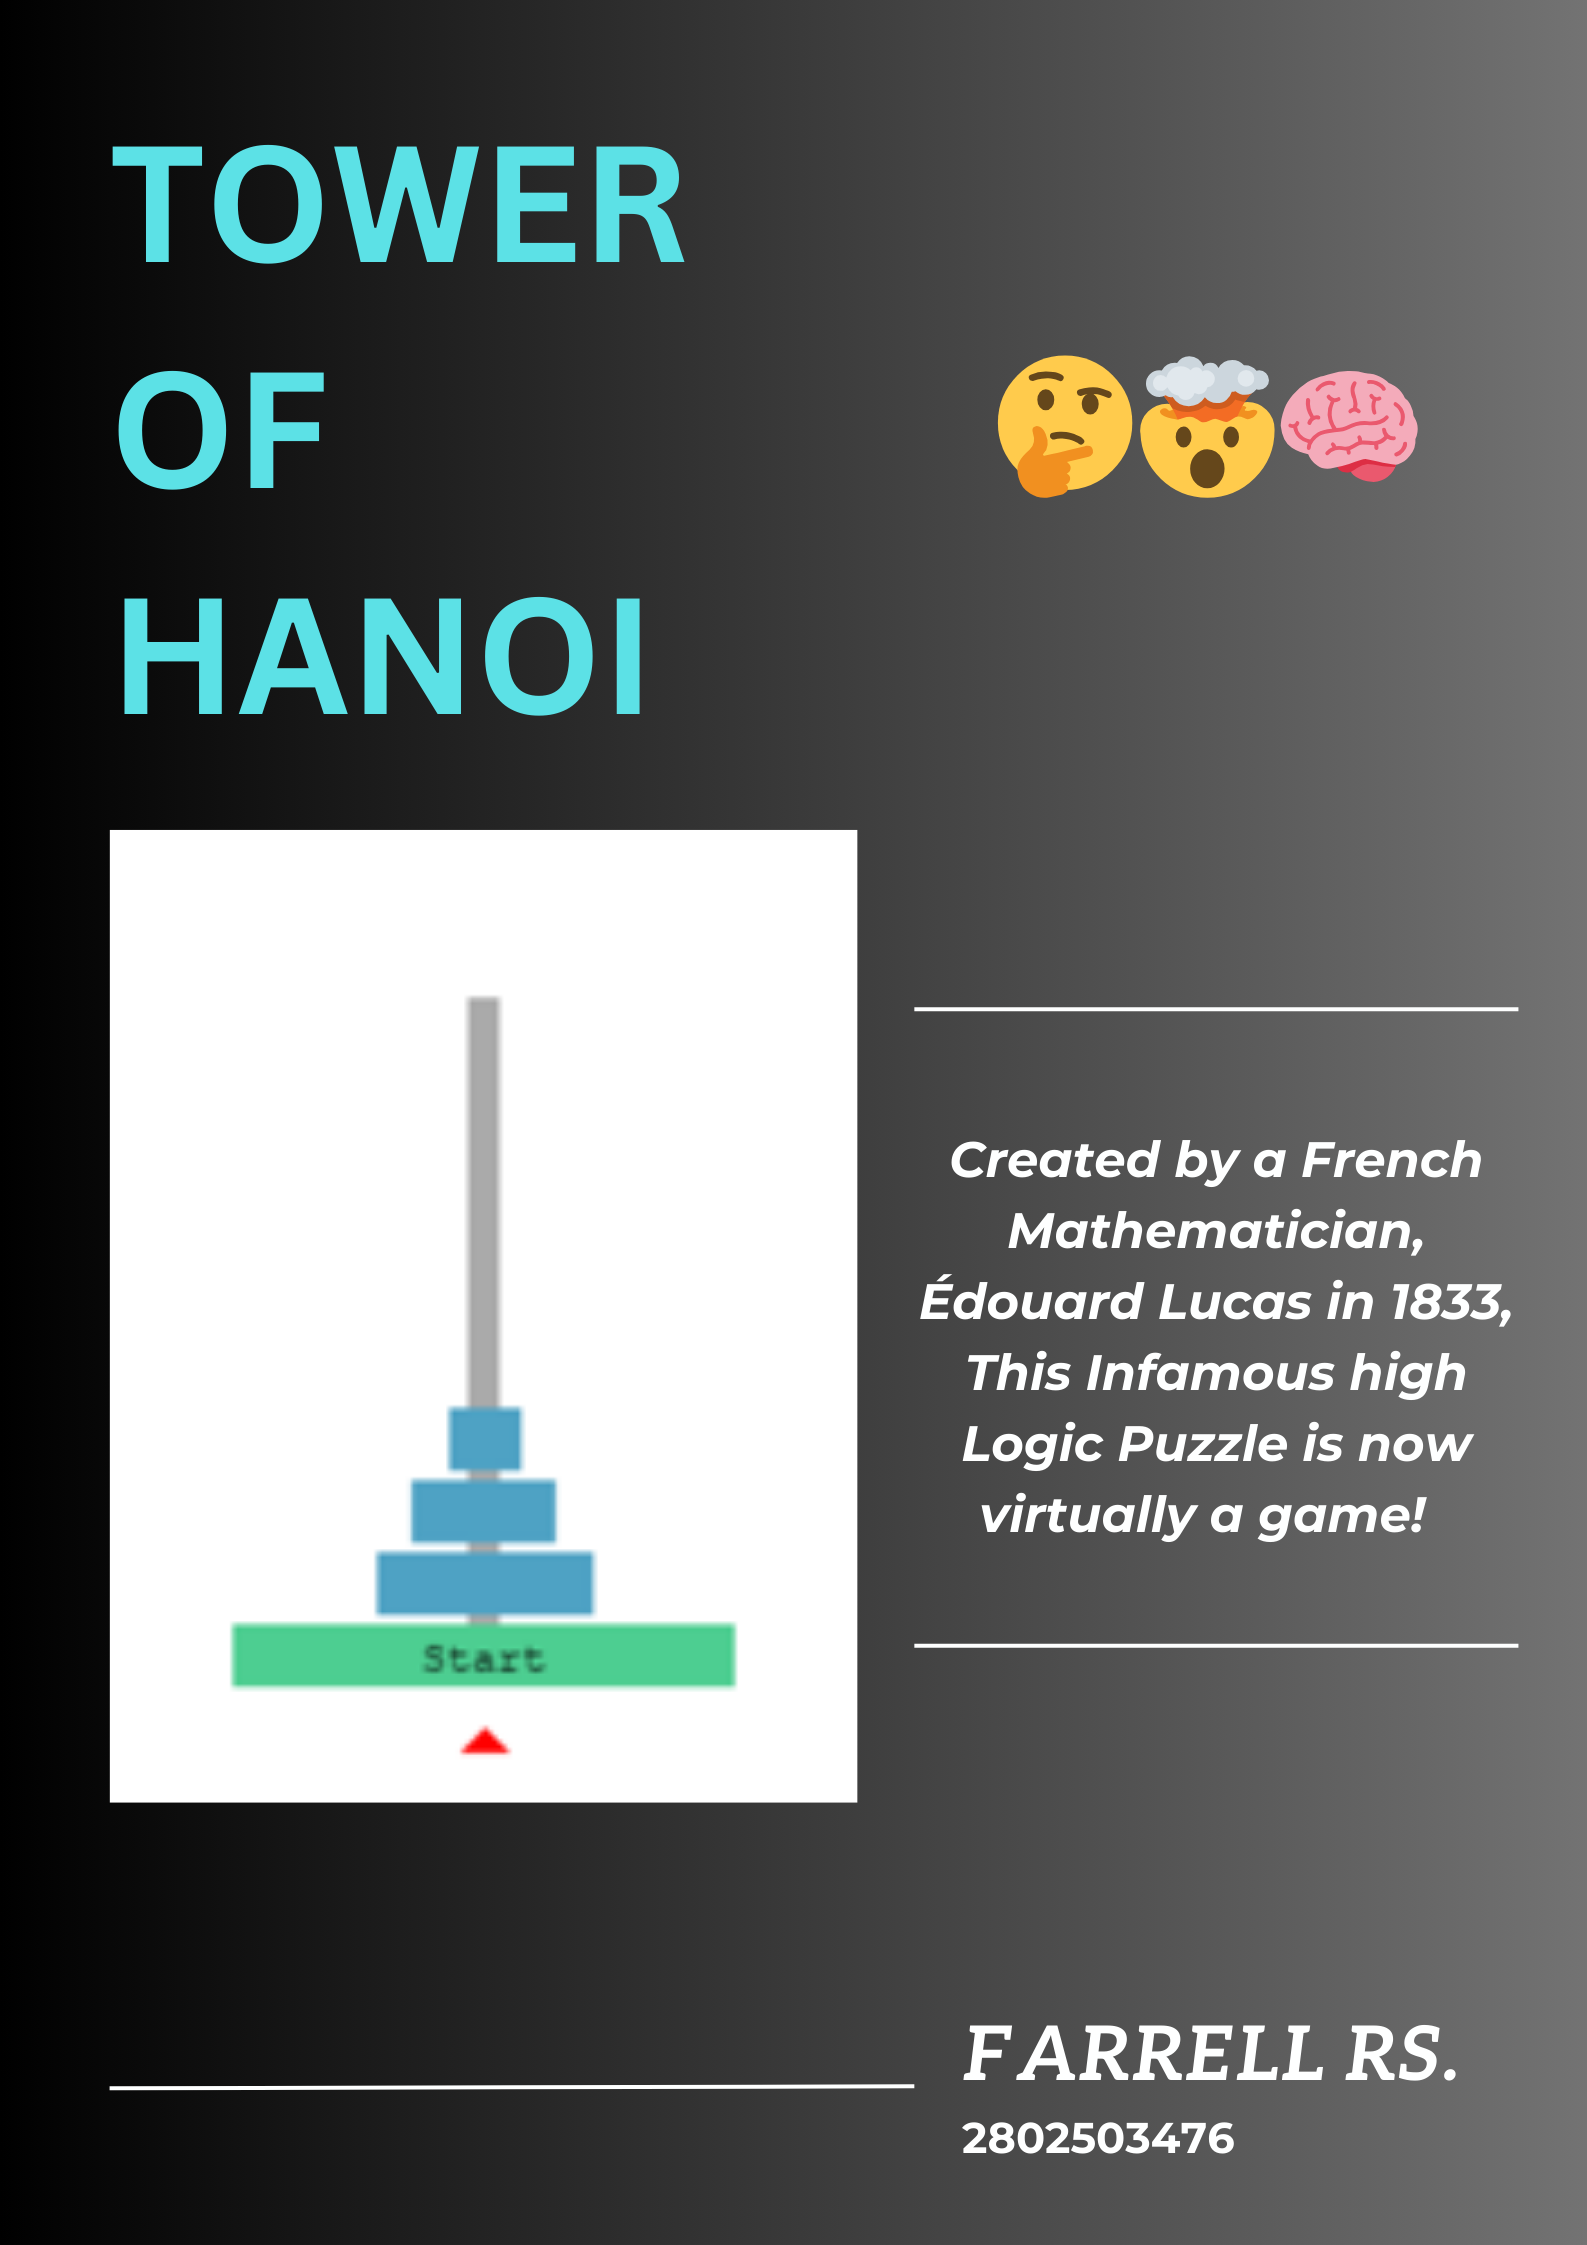 TOWER
OF
HANOI
Created by a French
Mathematician,
Édouard Lucas in 1833,
This Infamous high
Logic Puzzle is now
virtually a game!
Start
FARRELL RS.
2802503476